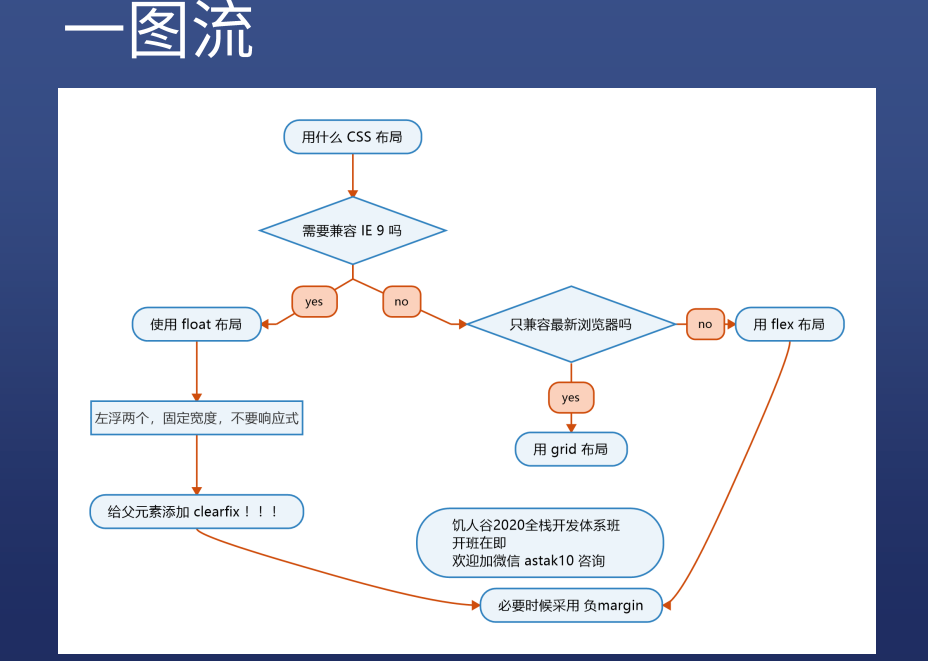 一图流
用什么 CSS 布局
需要兼容 IE 9 吗
yes
no
使用 float 布局
只兼容最新浏览器吗
no
用 flex 布局
yes
左浮两个，固定宽度，不要响应式
用 grid 布局
给父元素添加 clearfix！！！
饥人谷2020全栈开发体系班
开班在即
欢迎加微信 astak10 咨询
必要时候采用 负margin